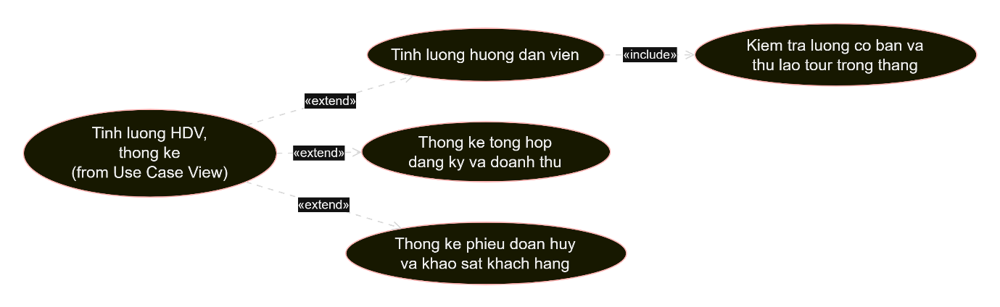 Tinh luong huong dan vien
«include»
Kiem tra luong co ban va
thu lao tour trong thang
«extend»
Tinh luong HDV,
thong ke
(from Use Case View)
«extend»
Thong ke tong hop
dang ky va doanh thu
«extend»
Thong ke phieu doan huy
va khao sat khach hang